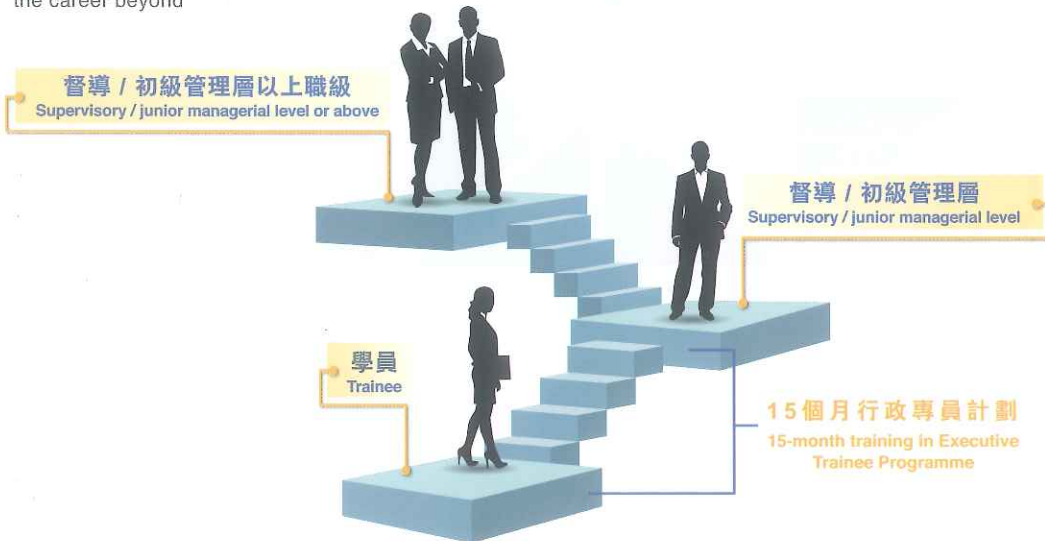 the career beyond
督導 / 初級管理層以上職級
Supervisory / junior managerial level or above
督導 / 初級管理層
Supervisory / junior managerial level
學員
Trainee
15個月行政專員計劃
15-month training in Executive
Trainee Programme